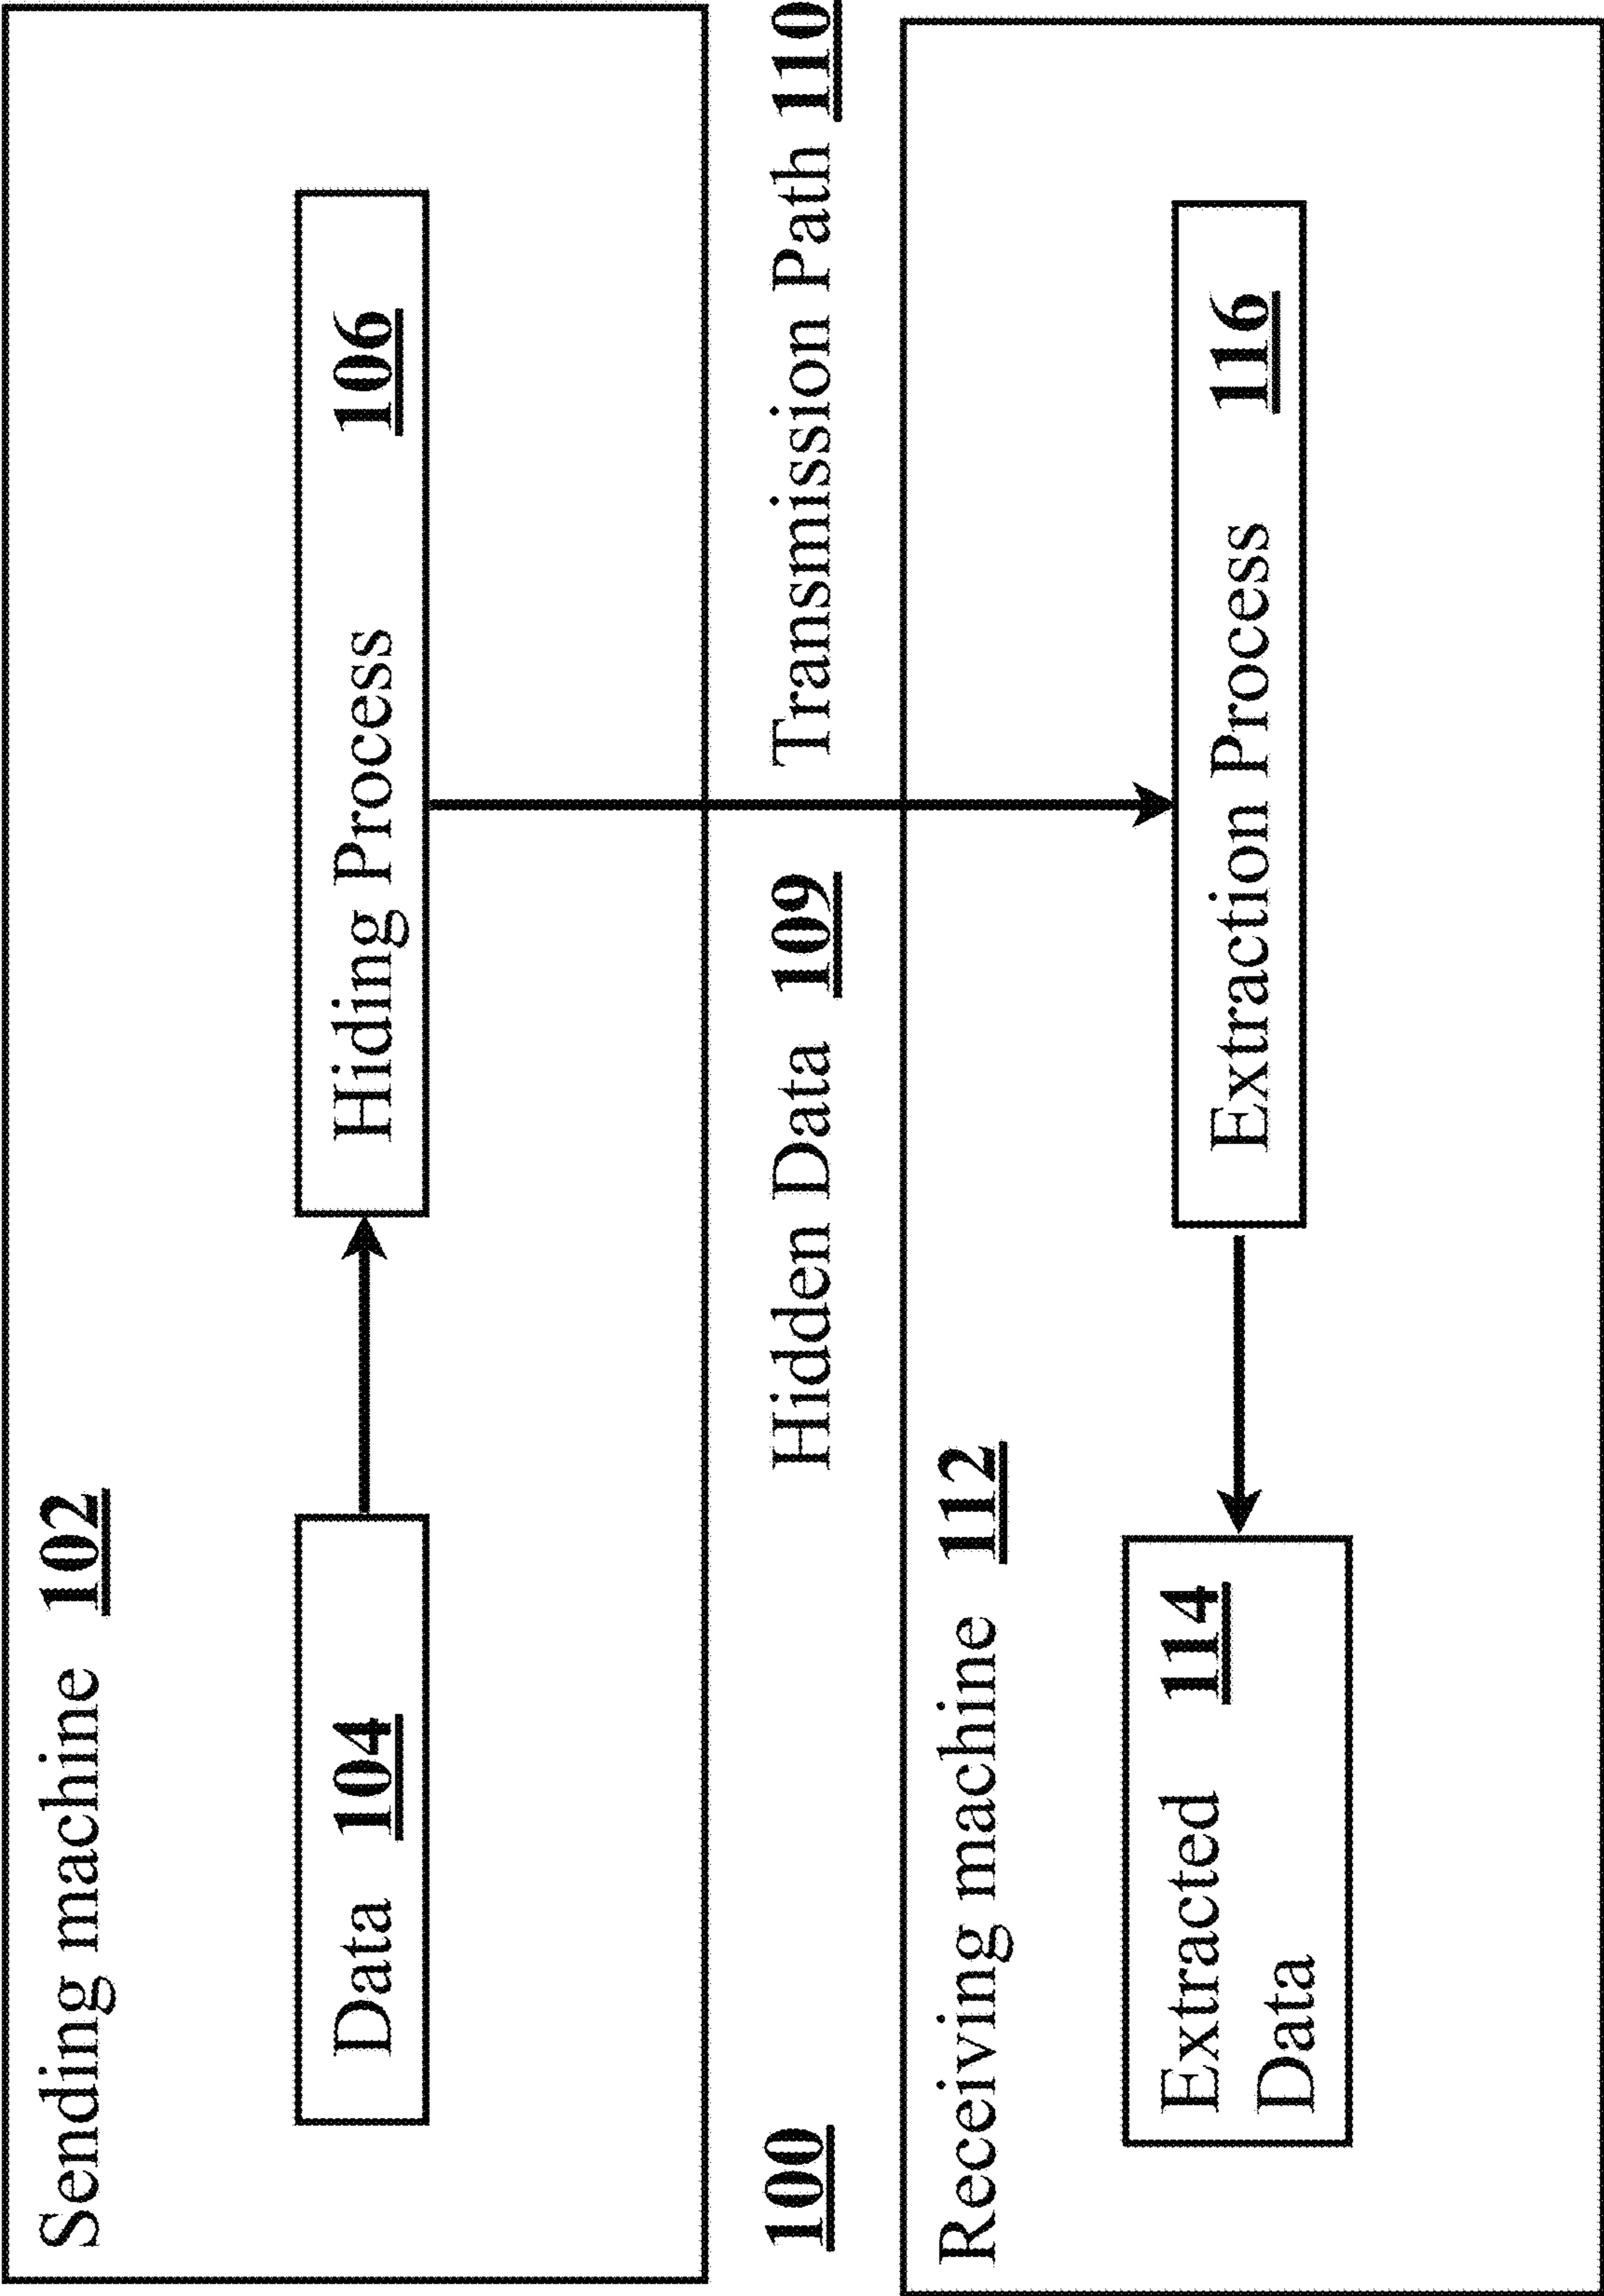 Sending machine 102
Data 104
Hiding Process 106
100
Hidden Data 109
Transmission Path 110
Receiving machine 112
Extracted 114
Data
Extraction Process 116